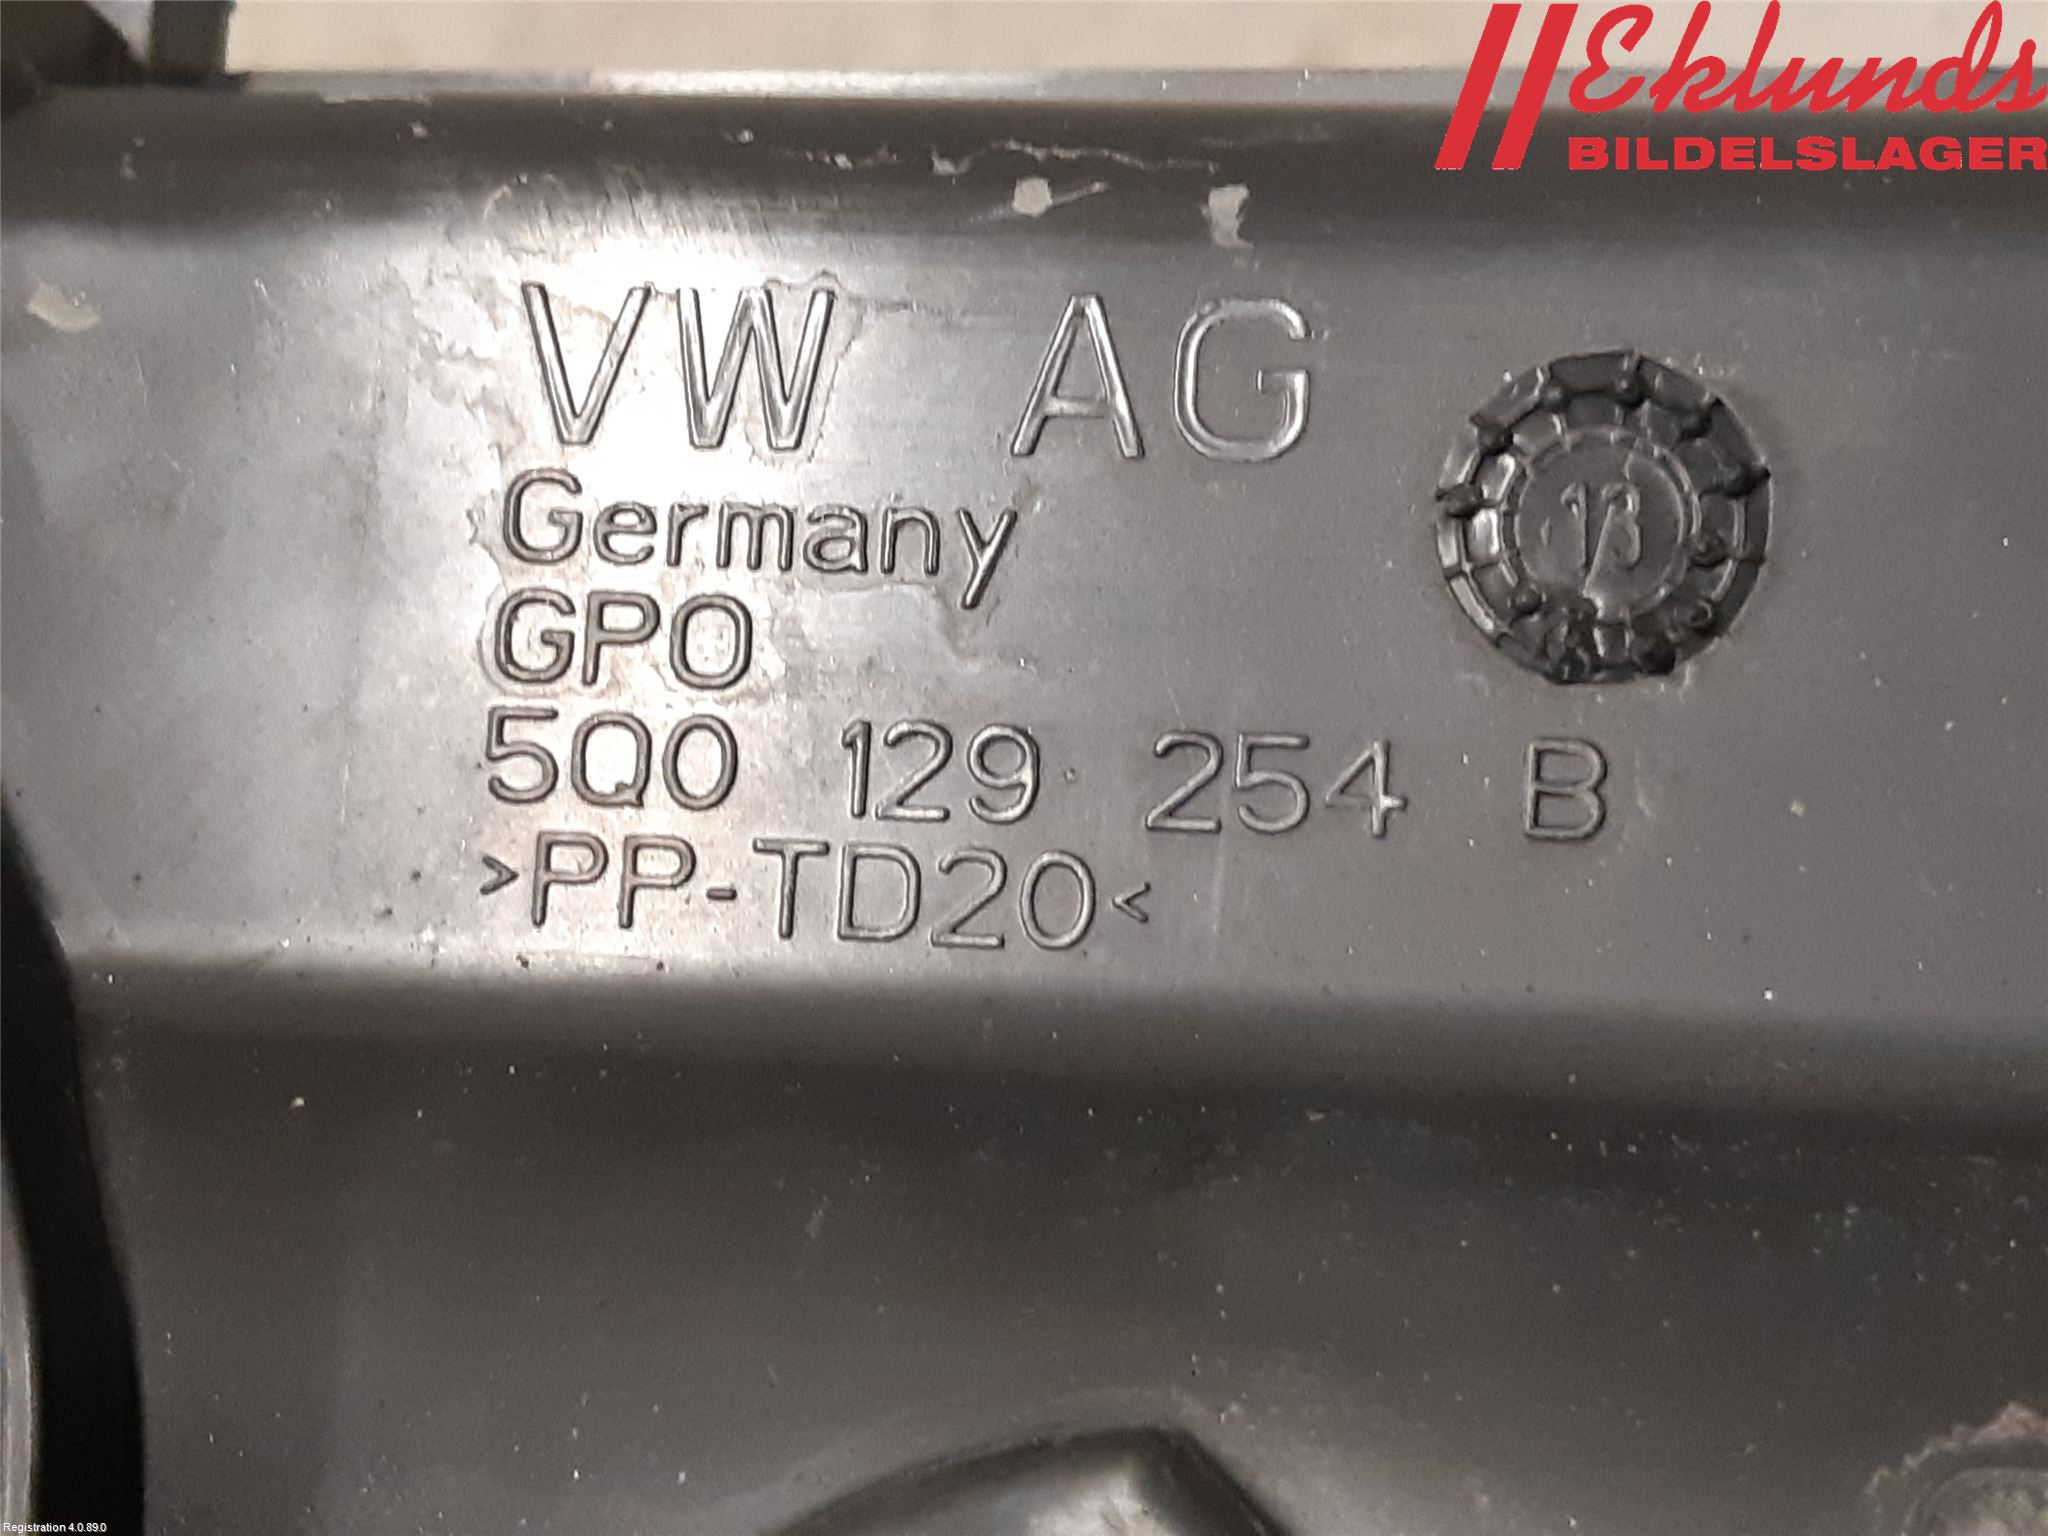 Eklunds
BILDELSLAGER
VW AG
Germany
GPO
5Q0 129 254 B
>PP-TD20<
13
Registration 4.0.89.0